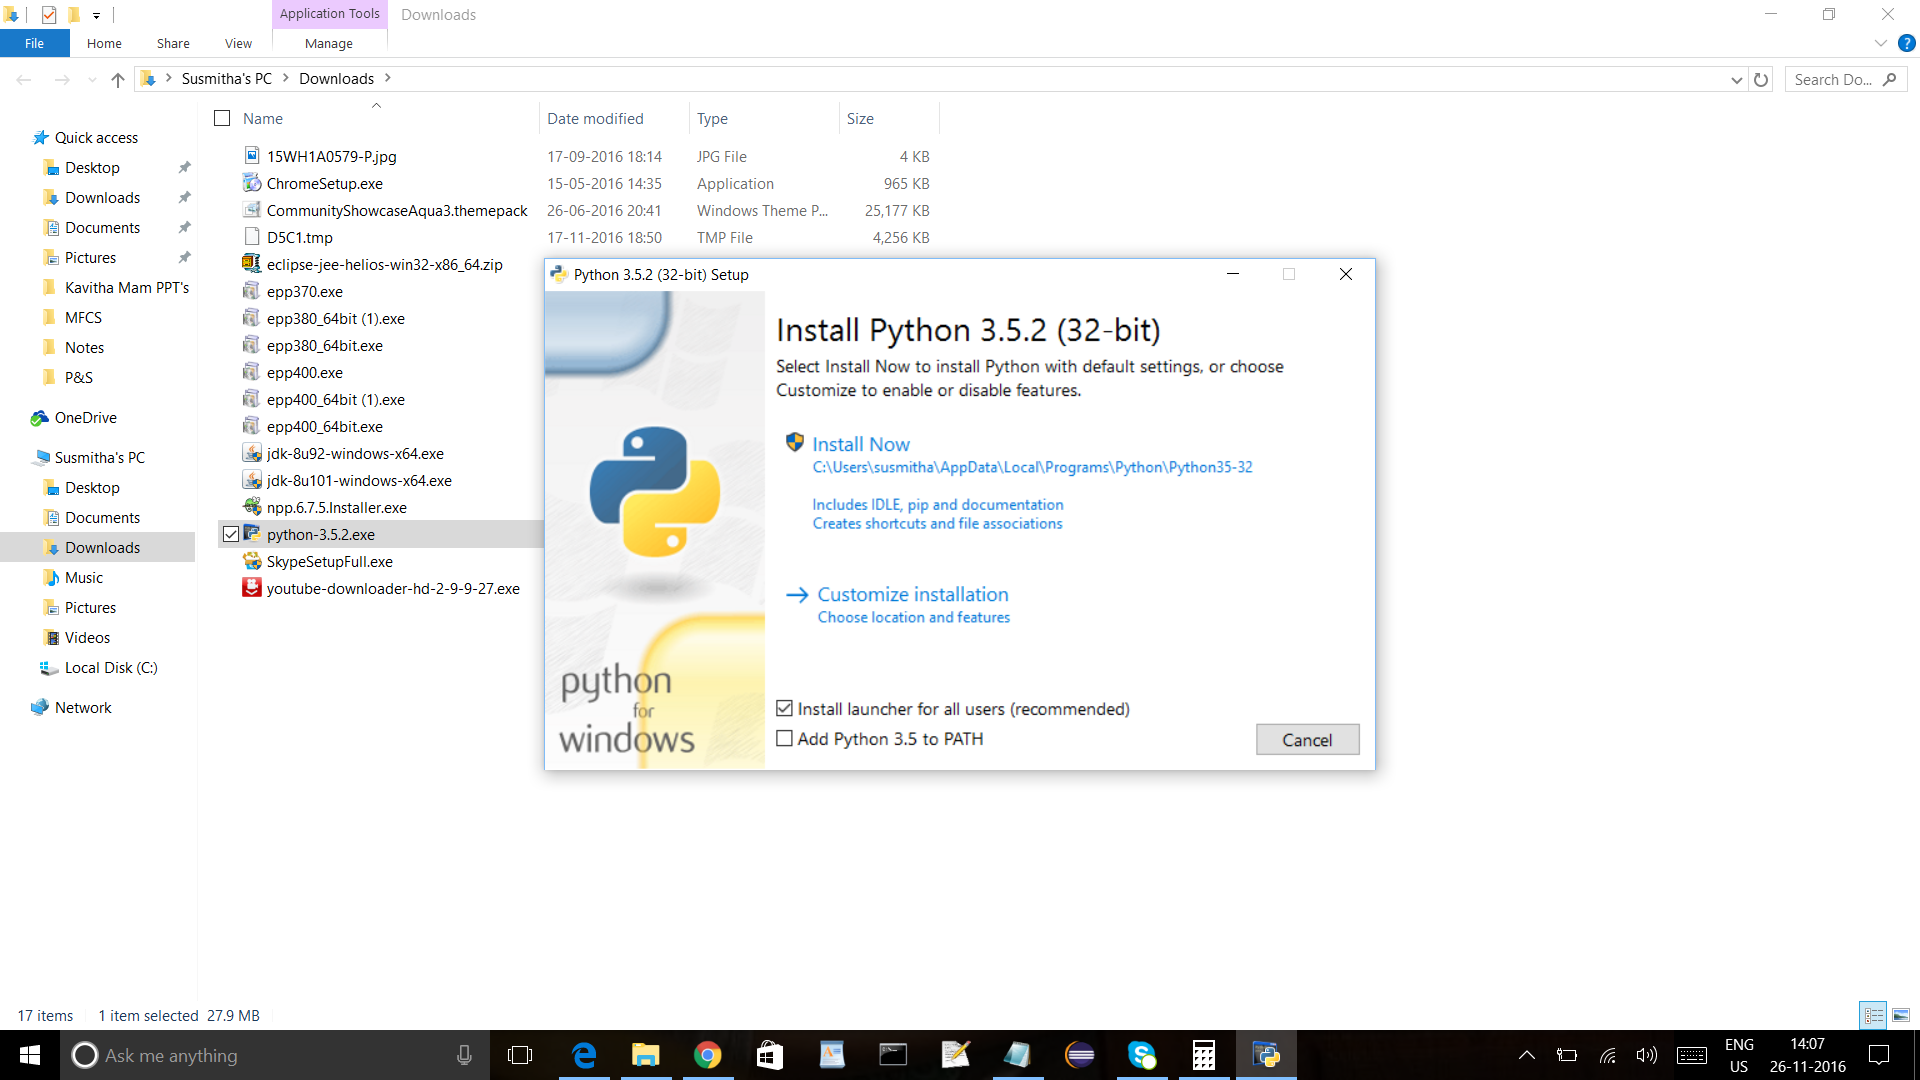 Application Tools
Downloads
File
Home
Share
View
Manage
Susmitha's PC
Downloads
Search Do...
Name
Date modified
Type
Size
Quick access
Desktop
Downloads
Documents
Pictures
Kavitha Mam PPT's
MFCS
Notes
P&S
OneDrive
Susmitha's PC
Desktop
Documents
Downloads
Music
Pictures
Videos
Local Disk (C:)
Network
15WH1A0579-P.jpg 17-09-2016 18:14 JPG File 4 KB
ChromeSetup.exe 15-05-2016 14:35 Application 965 KB
CommunityShowcaseAqua3.themepack 26-06-2016 20:41 Windows Theme P... 25,177 KB
D5C1.tmp 17-11-2016 18:50 TMP File 4,256 KB
eclipse-jee-helios-win32-x86_64.zip
epp370.exe
epp380_64bit (1).exe
epp380_64bit.exe
epp400.exe
epp400_64bit (1).exe
epp400_64bit.exe
jdk-8u92-windows-x64.exe
jdk-8u101-windows-x64.exe
npp.6.7.5.Installer.exe
python-3.5.2.exe
SkypeSetupFull.exe
youtube-downloader-hd-2-9-9-27.exe
Python 3.5.2 (32-bit) Setup
Install Python 3.5.2 (32-bit)
Select Install Now to install Python with default settings, or choose
Customize to enable or disable features.
Install Now
C:\Users\susmitha\AppData\Local\Programs\Python\Python35-32
Includes IDLE, pip and documentation
Creates shortcuts and file associations
Customize installation
Choose location and features
python
for
windows
Install launcher for all users (recommended)
Add Python 3.5 to PATH
Cancel
17 items 1 item selected 27.9 MB
Ask me anything
ENG
US
14:07
26-11-2016